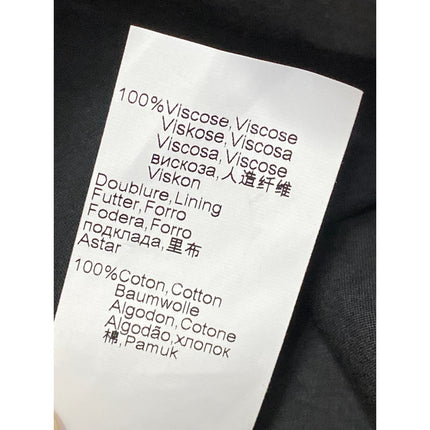 100%Viscose,Viscose
Viskose,Viscosa
Viscosa,Viscose
вискоза,人造纤维
Viskon
Doublure,Lining
Futter,Forro
Fodera,Forro
подклада,里布
Astar
100%Coton,Cotton
Baumwolle
Algodon,Cotone
Algodão,хлопок
棉,Pamuk